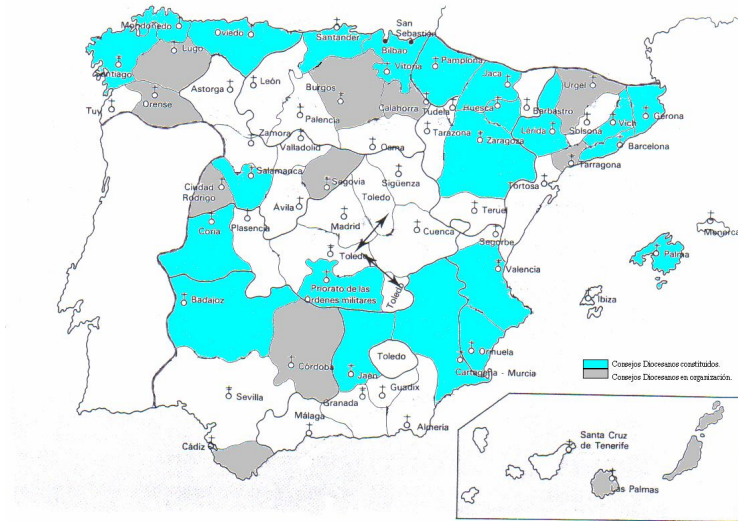 Mondoñedo
Oviedo
Santander
San
Sebastián
Bilbao
Lugo
Santiago
Vitoria
Pamplona
Jaca
Urgel
León
Astorga
Burgos
Calahorra
Tudela
Huesca
Barbastro
Gerona
Tuy
Orense
Palencia
Tarazona
Zaragoza
Lérida
Solsona
Vich
Zamora
Valladolid
Osma
Barcelona
Salamanca
Segovia
Sigüenza
Tarragona
Ciudad
Rodrigo
Toledo
Tortosa
Ávila
Madrid
Teruel
Coria
Plasencia
Cuenca
Segorbe
Menorca
Toledo
Palma
Valencia
Priorato de las
Ordenes militares
Toledo
Ibiza
Badajoz
Córdoba
Jaén
Toledo
Orihuela
Cartagena - Murcia
Consejos Diocesanos constituidos.
Consejos Diocesanos en organización.
Sevilla
Granada
Guadix
Málaga
Almería
Cádiz
Santa Cruz
de Tenerife
Las Palmas